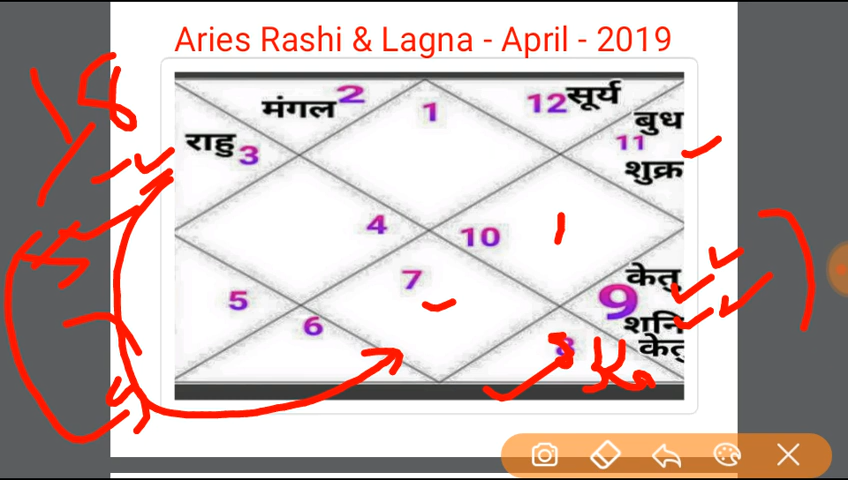 Aries Rashi & Lagna - April - 2019
मंगल 2
1
12 सूर्य
बुध
11
शुक्र
राहु 3
4
10
5
6
7
8
केतु
9
शनि
केतु